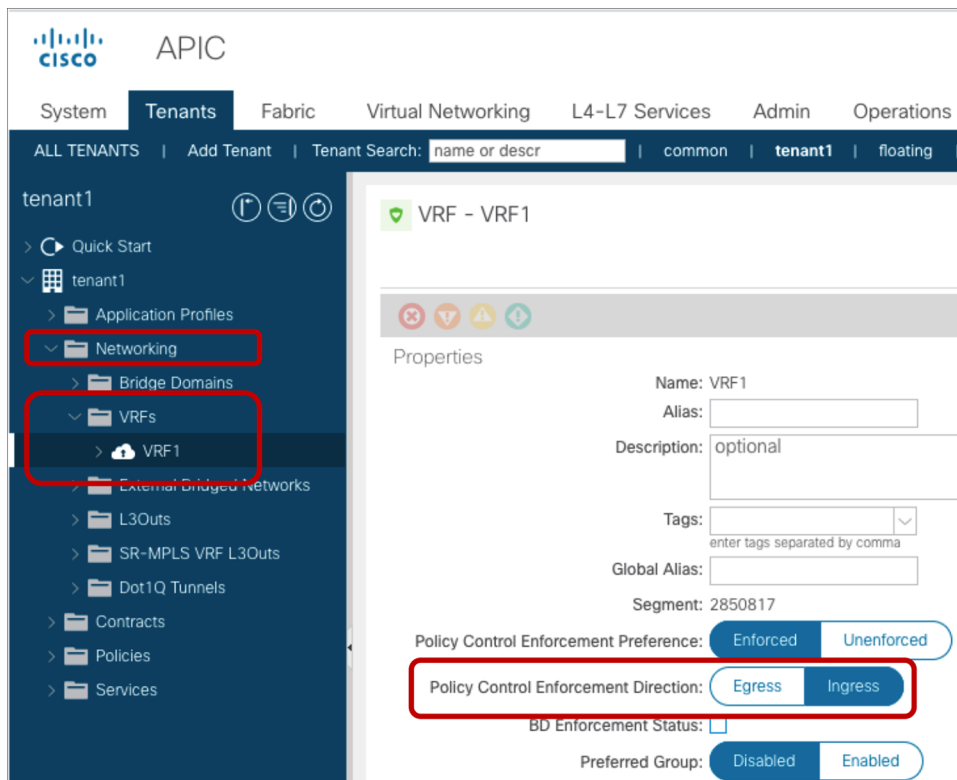 CISCO
APIC
System Tenants Fabric Virtual Networking L4-L7 Services Admin Operations
ALL TENANTS | Add Tenant | Tenant Search: name or descr | common | tenant1 | floating |
tenant1
VRF - VRF1
Quick Start
tenant1
Application Profiles
Networking
Properties
Bridge Domains
Name: VRF1
Alias:
VRFs
Description: optional
VRF1
External Bridged Networks
L3Outs
Tags:
enter tags separated by comma
SR-MPLS VRF L3Outs
Global Alias:
Dot1Q Tunnels
Segment: 2850817
Contracts
Policy Control Enforcement Preference: Enforced Unenforced
Policies
Services
Policy Control Enforcement Direction: Egress Ingress
BD Enforcement Status:
Preferred Group: Disabled Enabled